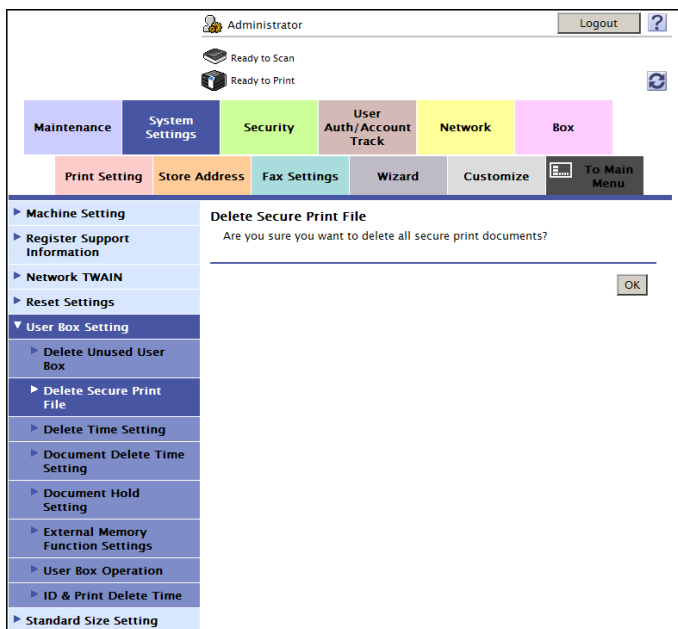 Administrator
Logout
?
Ready to Scan
Ready to Print
Maintenance
System
Settings
Security
User
Auth/Account
Track
Network
Box
Print Setting
Store Address
Fax Settings
Wizard
Customize
To Main
Menu
Machine Setting
Register Support
Information
Network TWAIN
Reset Settings
User Box Setting
Delete Unused User
Box
Delete Secure Print
File
Delete Time Setting
Document Delete Time
Setting
Document Hold
Setting
External Memory
Function Settings
User Box Operation
ID & Print Delete Time
Standard Size Setting
Delete Secure Print File
Are you sure you want to delete all secure print documents?
OK